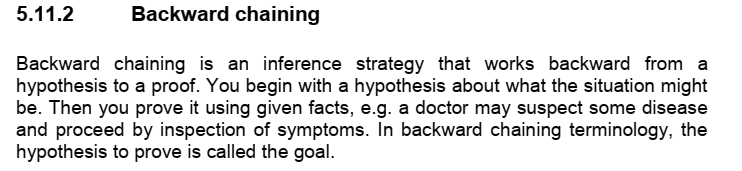 5.11.2 Backward chaining
Backward chaining is an inference strategy that works backward from a
hypothesis to a proof. You begin with a hypothesis about what the situation might
be. Then you prove it using given facts, e.g. a doctor may suspect some disease
and proceed by inspection of symptoms. In backward chaining terminology, the
hypothesis to prove is called the goal.